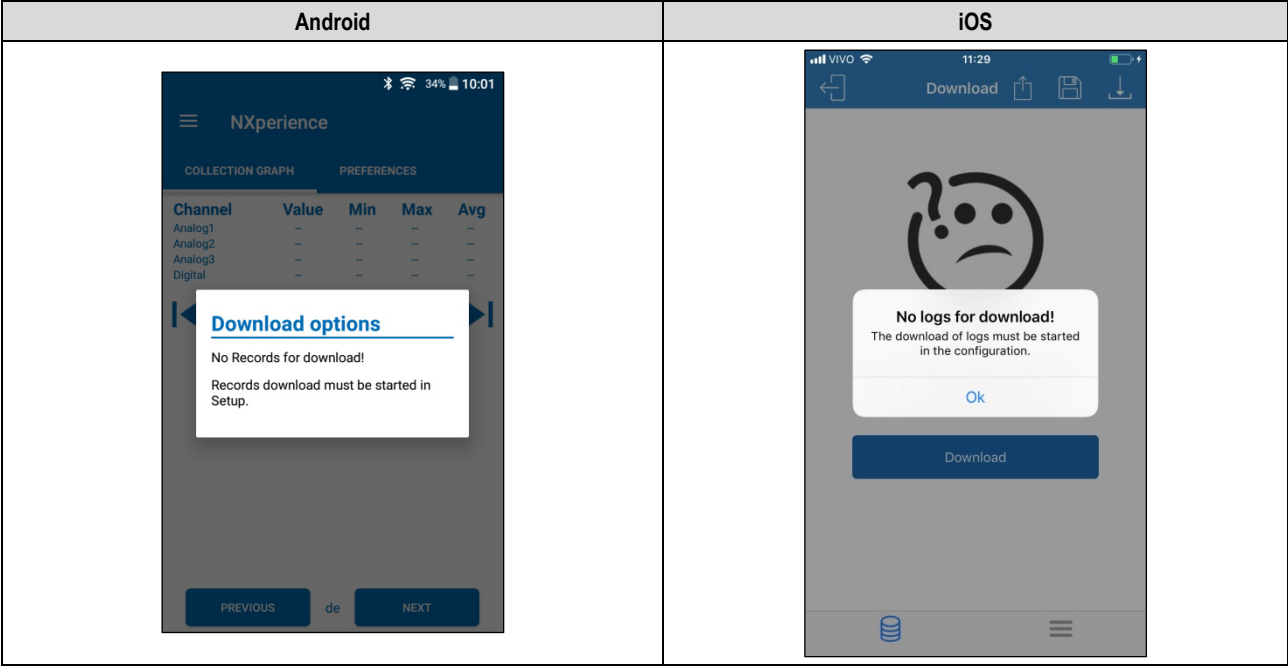 Android
iOS
34% 10:01
NXperience
COLLECTION GRAPH PREFERENCES
Channel Value Min Max Avg
Analog1 -- -- -- --
Analog2 -- -- -- --
Analog3 -- -- -- --
Digital -- -- -- --
Download options
No Records for download!
Records download must be started in
Setup.
PREVIOUS de NEXT
VIVO 11:29
Download
?
No logs for download!
The download of logs must be started
in the configuration.
Ok
Download